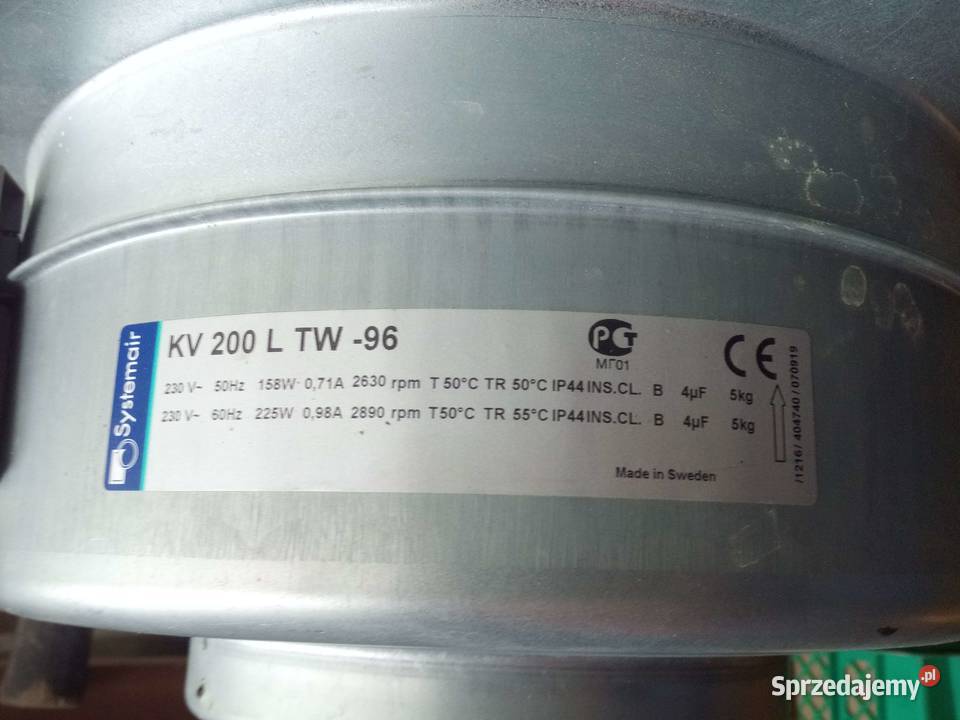 Systemair
KV 200 L TW -96
РСТ
МГ01
CE
230 V~ 50Hz 158W 0,71A 2630 rpm T 50°C TR 50°C IP44 INS.CL. B 4µF 5kg
230 V~ 60Hz 225W 0,98A 2890 rpm T50°C TR 55°C IP44 INS.CL. B 4µF 5kg
Made in Sweden
/1216/ 404740 / 070919
Sprzedajemy.pl